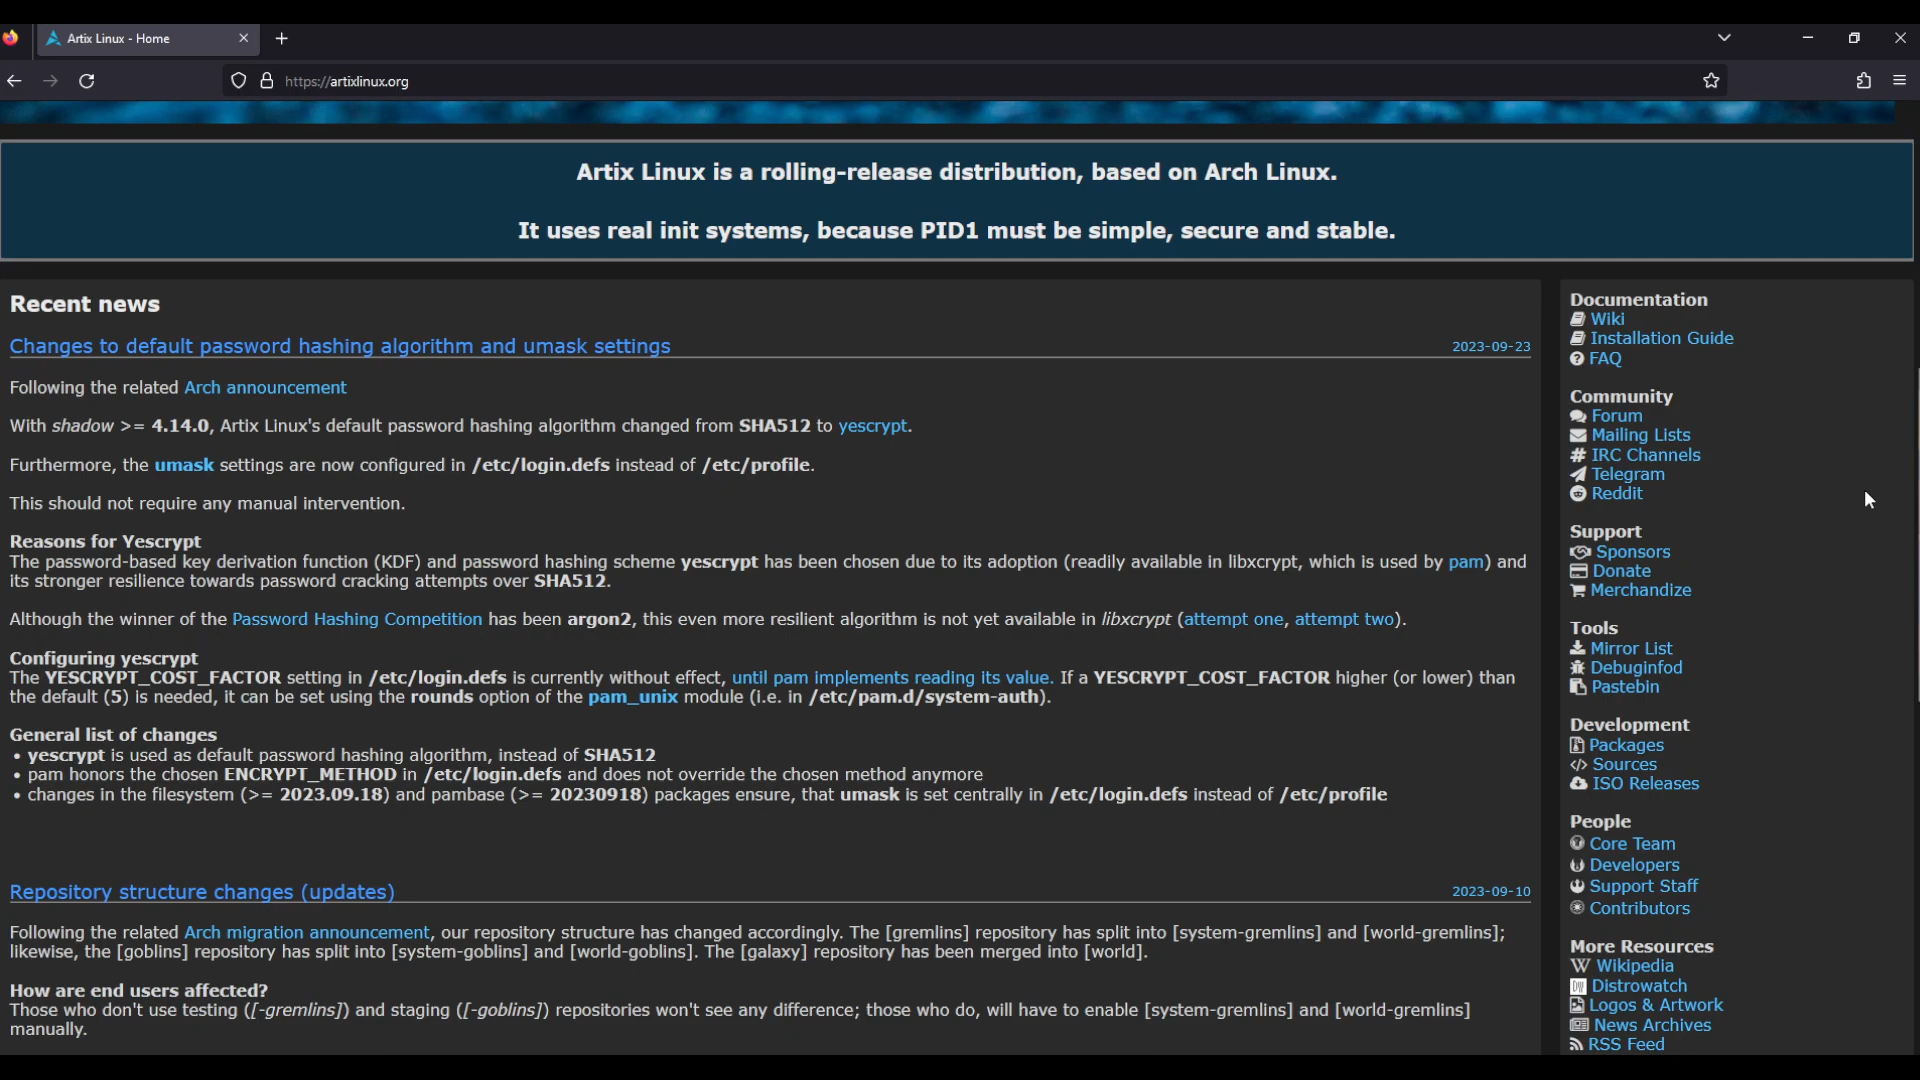 Artix Linux - Home
https://artixlinux.org
Artix Linux is a rolling-release distribution, based on Arch Linux.
It uses real init systems, because PID1 must be simple, secure and stable.
Recent news
Changes to default password hashing algorithm and umask settings 2023-09-23
Following the related Arch announcement
With shadow >= 4.14.0, Artix Linux's default password hashing algorithm changed from SHA512 to yescrypt.
Furthermore, the umask settings are now configured in /etc/login.defs instead of /etc/profile.
This should not require any manual intervention.
Reasons for Yescrypt
The password-based key derivation function (KDF) and password hashing scheme yescrypt has been chosen due to its adoption (readily available in libxcrypt, which is used by pam) and
its stronger resilience towards password cracking attempts over SHA512.
Although the winner of the Password Hashing Competition has been argon2, this even more resilient algorithm is not yet available in libxcrypt (attempt one, attempt two).
Configuring yescrypt
The YESCRYPT_COST_FACTOR setting in /etc/login.defs is currently without effect, until pam implements reading its value. If a YESCRYPT_COST_FACTOR higher (or lower) than
the default (5) is needed, it can be set using the rounds option of the pam_unix module (i.e. in /etc/pam.d/system-auth).
General list of changes
• yescrypt is used as default password hashing algorithm, instead of SHA512
• pam honors the chosen ENCRYPT_METHOD in /etc/login.defs and does not override the chosen method anymore
• changes in the filesystem (>= 2023.09.18) and pambase (>= 20230918) packages ensure, that umask is set centrally in /etc/login.defs instead of /etc/profile
Repository structure changes (updates) 2023-09-10
Following the related Arch migration announcement, our repository structure has changed accordingly. The [gremlins] repository has split into [system-gremlins] and [world-gremlins];
likewise, the [goblins] repository has split into [system-goblins] and [world-goblins]. The [galaxy] repository has been merged into [world].
How are end users affected?
Those who don't use testing ([-gremlins]) and staging ([-goblins]) repositories won't see any difference; those who do, will have to enable [system-gremlins] and [world-gremlins]
manually.
Documentation
Wiki
Installation Guide
FAQ
Community
Forum
Mailing Lists
IRC Channels
Telegram
Reddit
Support
Sponsors
Donate
Merchandize
Tools
Mirror List
Debuginfod
Pastebin
Development
Packages
Sources
ISO Releases
People
Core Team
Developers
Support Staff
Contributors
More Resources
Wikipedia
Distrowatch
Logos & Artwork
News Archives
RSS Feed